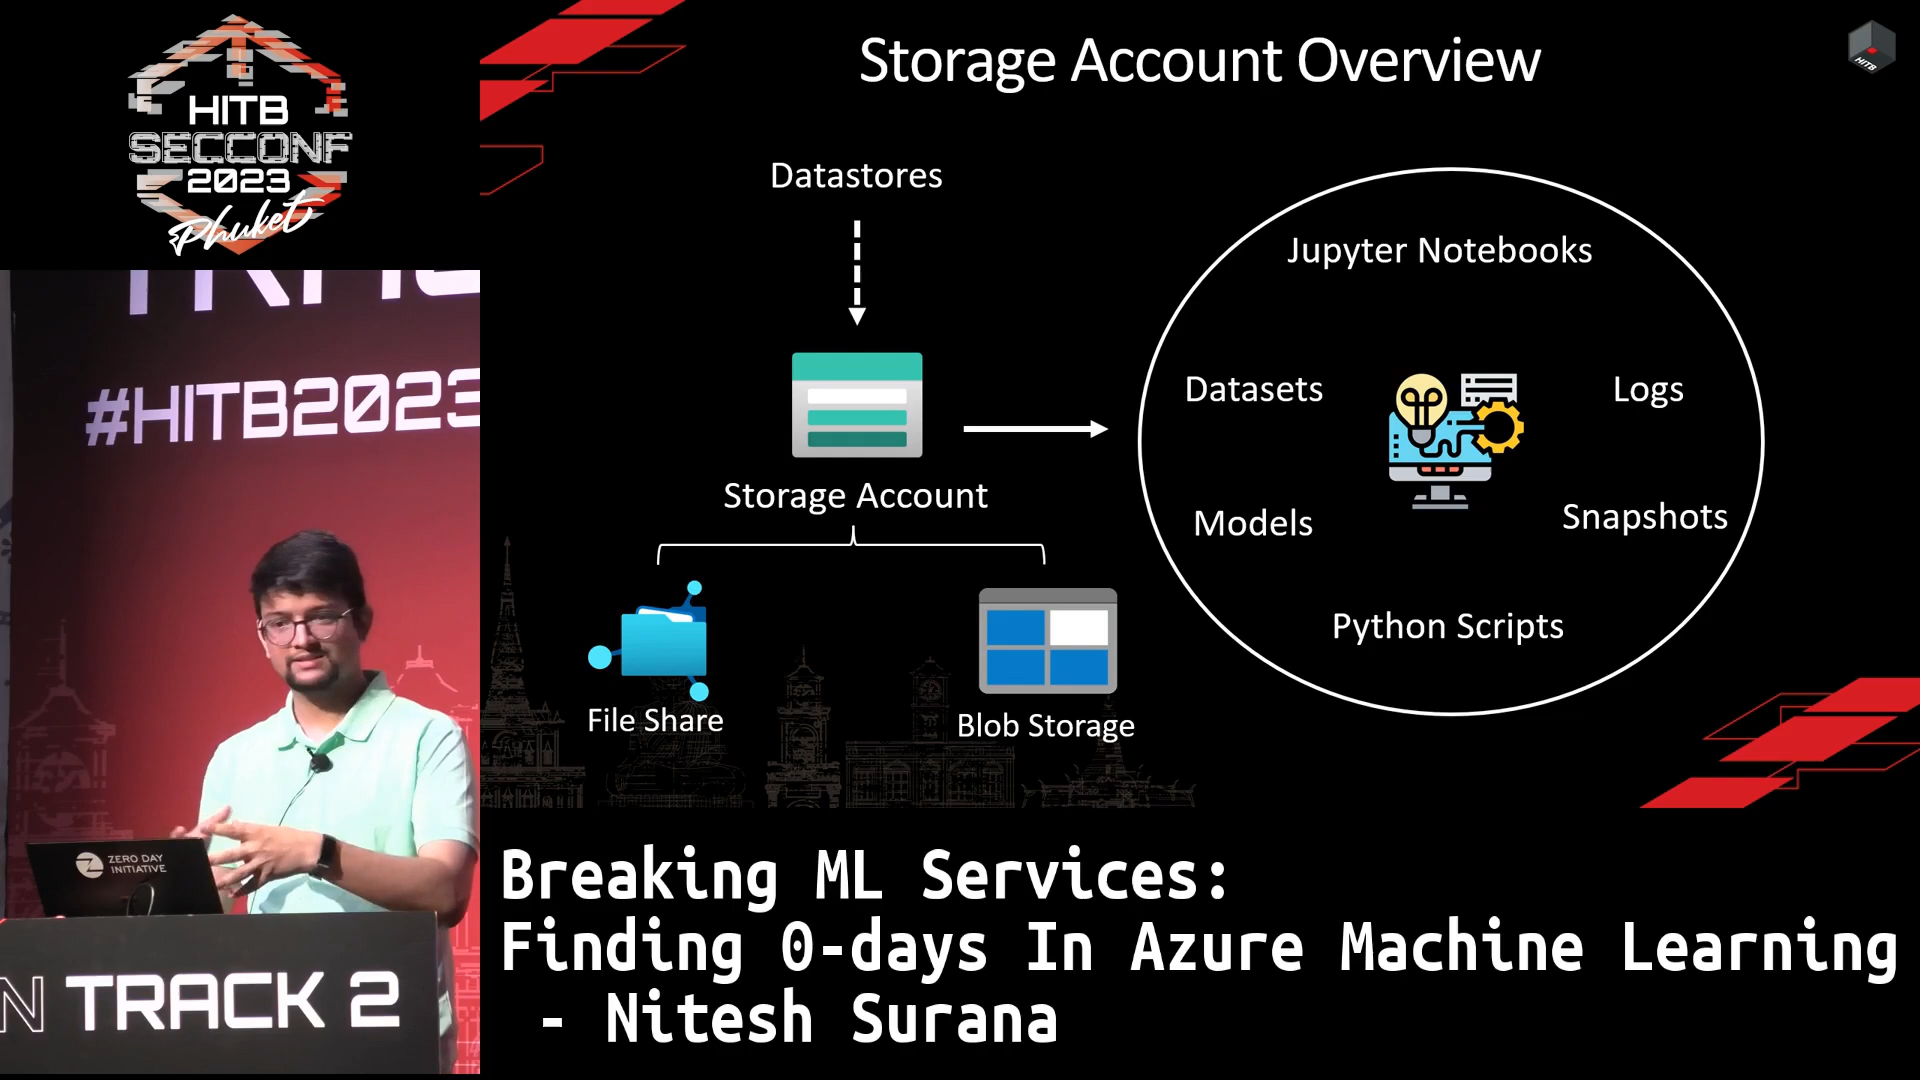 HITB
SECCONF
2023
Phuket
#HITB2023
ZERO DAY
INITIATIVE
TRACK 2
Storage Account Overview
HITB
Datastores
Storage Account
File Share
Blob Storage
Jupyter Notebooks
Datasets
Logs
Models
Snapshots
Python Scripts
Breaking ML Services:
Finding 0-days In Azure Machine Learning
- Nitesh Surana